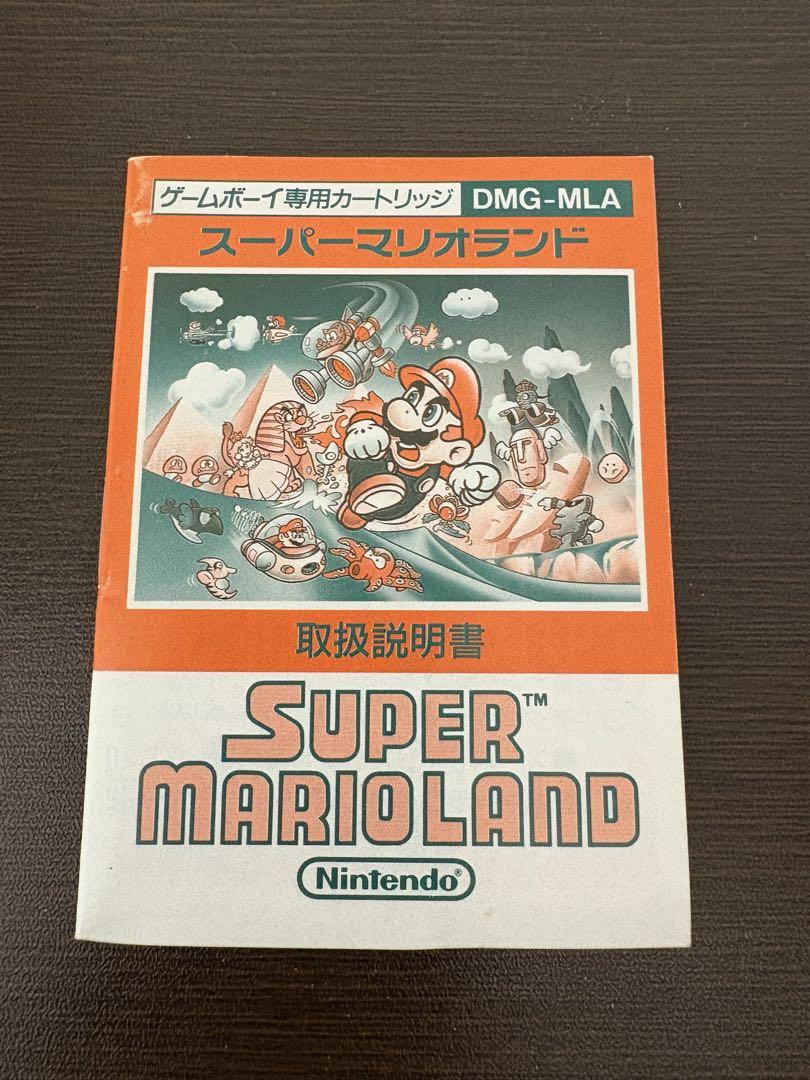 ゲームボーイ専用カートリッジ DMG-MLA
スーパーマリオランド
取扱説明書
SUPER™
MARIOLAND
Nintendo®